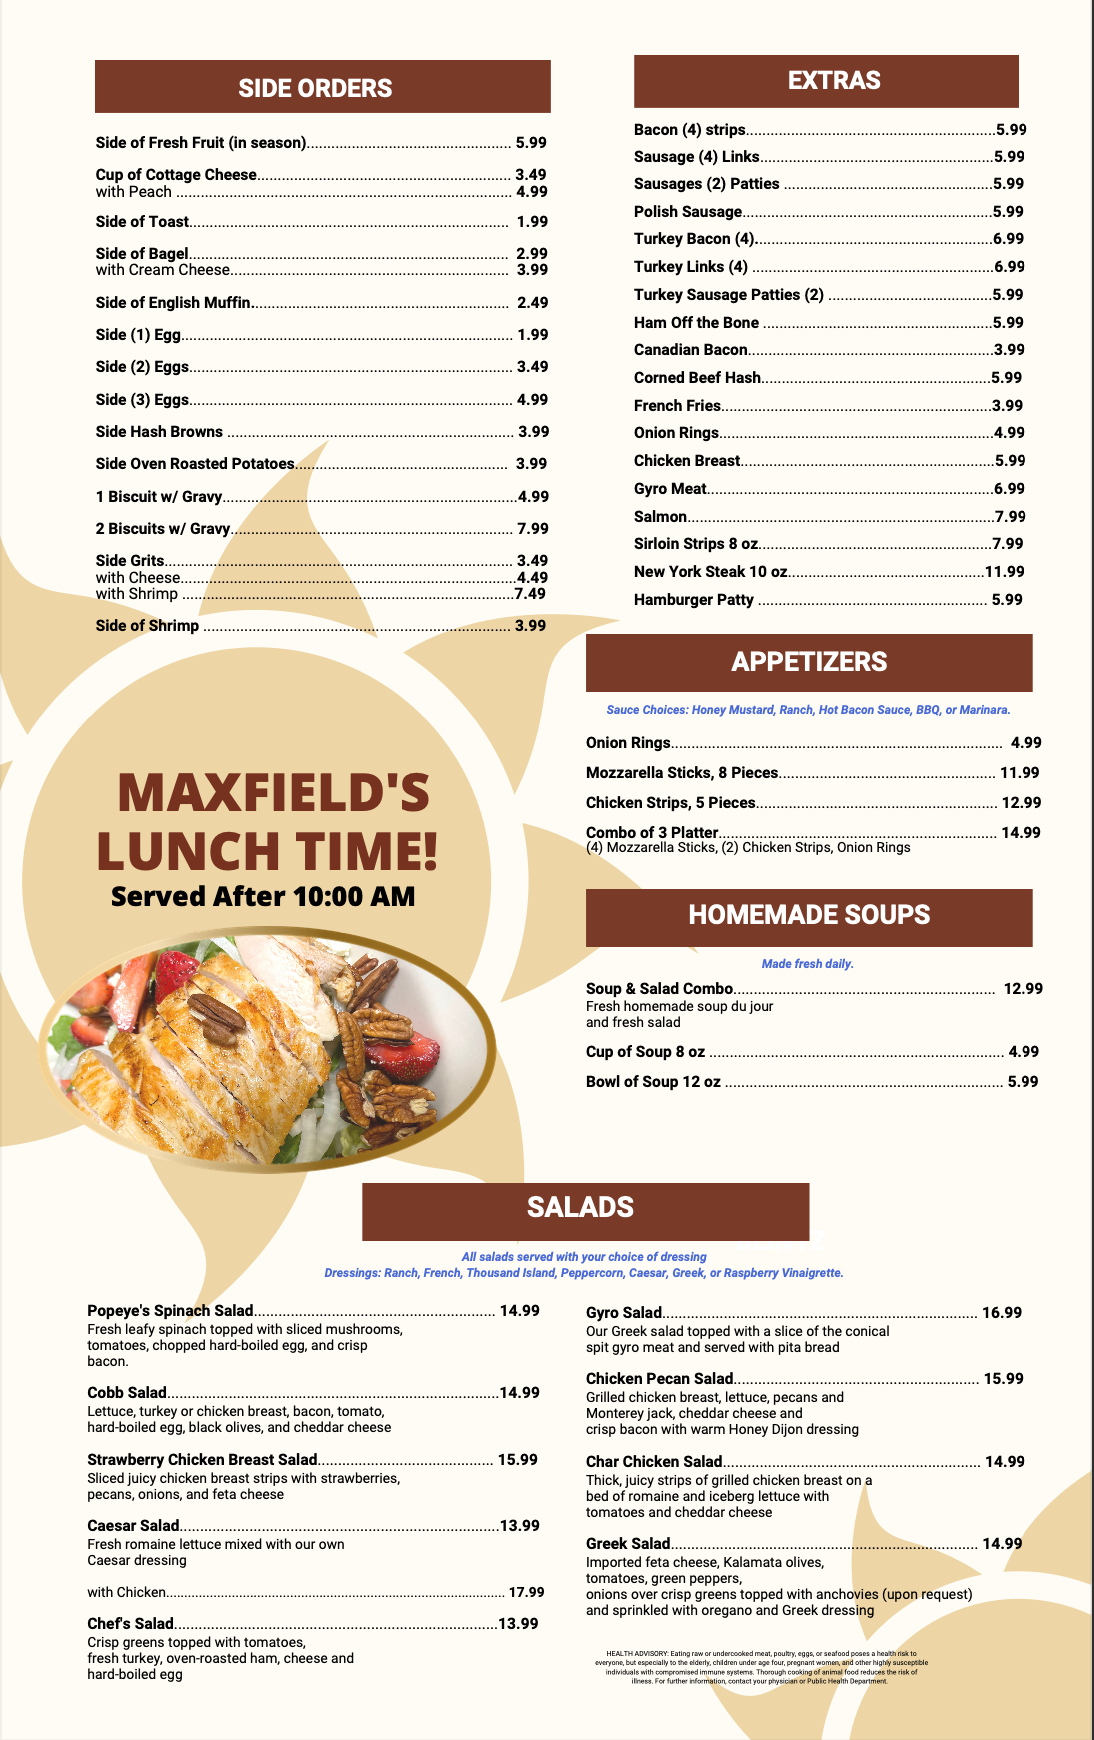 SIDE ORDERS
Side of Fresh Fruit (in season).................................................. 5.99
Cup of Cottage Cheese.............................................................. 3.49
with Peach .................................................................................. 4.99
Side of Toast.............................................................................. 1.99
Side of Bagel.............................................................................. 2.99
with Cream Cheese.................................................................... 3.99
Side of English Muffin............................................................... 2.49
Side (1) Egg................................................................................. 1.99
Side (2) Eggs............................................................................... 3.49
Side (3) Eggs............................................................................... 4.99
Side Hash Browns ...................................................................... 3.99
Side Oven Roasted Potatoes.................................................... 3.99
1 Biscuit w/ Gravy........................................................................4.99
2 Biscuits w/ Gravy..................................................................... 7.99
Side Grits..................................................................................... 3.49
with Cheese..................................................................................4.49
with Shrimp .................................................................................7.49
Side of Shrimp ........................................................................... 3.99
EXTRAS
Bacon (4) strips.............................................................5.99
Sausage (4) Links.........................................................5.99
Sausages (2) Patties ...................................................5.99
Polish Sausage.............................................................5.99
Turkey Bacon (4)..........................................................6.99
Turkey Links (4) ...........................................................6.99
Turkey Sausage Patties (2) ........................................5.99
Ham Off the Bone ........................................................5.99
Canadian Bacon...........................................................3.99
Corned Beef Hash........................................................5.99
French Fries..................................................................3.99
Onion Rings...................................................................4.99
Chicken Breast..............................................................5.99
Gyro Meat......................................................................6.99
Salmon...........................................................................7.99
Sirloin Strips 8 oz.........................................................7.99
New York Steak 10 oz................................................11.99
Hamburger Patty ........................................................ 5.99
APPETIZERS
Sauce Choices: Honey Mustard, Ranch, Hot Bacon Sauce, BBQ, or Marinara.
Onion Rings................................................................................. 4.99
Mozzarella Sticks, 8 Pieces..................................................... 11.99
Chicken Strips, 5 Pieces........................................................... 12.99
Combo of 3 Platter.................................................................... 14.99
(4) Mozzarella Sticks, (2) Chicken Strips, Onion Rings
MAXFIELD'S
LUNCH TIME!
Served After 10:00 AM
HOMEMADE SOUPS
Made fresh daily.
Soup & Salad Combo................................................................ 12.99
Fresh homemade soup du jour
and fresh salad
Cup of Soup 8 oz ........................................................................ 4.99
Bowl of Soup 12 oz .................................................................... 5.99
SALADS
All salads served with your choice of dressing
Dressings: Ranch, French, Thousand Island, Peppercorn, Caesar, Greek, or Raspberry Vinaigrette.
Popeye's Spinach Salad........................................................... 14.99
Fresh leafy spinach topped with sliced mushrooms,
tomatoes, chopped hard-boiled egg, and crisp
bacon.
Cobb Salad.................................................................................14.99
Lettuce, turkey or chicken breast, bacon, tomato,
hard-boiled egg, black olives, and cheddar cheese
Strawberry Chicken Breast Salad........................................... 15.99
Sliced juicy chicken breast strips with strawberries,
pecans, onions, and feta cheese
Caesar Salad..............................................................................13.99
Fresh romaine lettuce mixed with our own
Caesar dressing
with Chicken................................................................................... 17.99
Chef's Salad...............................................................................13.99
Crisp greens topped with tomatoes,
fresh turkey, oven-roasted ham, cheese and
hard-boiled egg
Gyro Salad............................................................................. 16.99
Our Greek salad topped with a slice of the conical
spit gyro meat and served with pita bread
Chicken Pecan Salad............................................................ 15.99
Grilled chicken breast, lettuce, pecans and
Monterey jack, cheddar cheese and
crisp bacon with warm Honey Dijon dressing
Char Chicken Salad............................................................... 14.99
Thick, juicy strips of grilled chicken breast on a
bed of romaine and iceberg lettuce with
tomatoes and cheddar cheese
Greek Salad........................................................................... 14.99
Imported feta cheese, Kalamata olives,
tomatoes, green peppers,
onions over crisp greens topped with anchovies (upon request)
and sprinkled with oregano and Greek dressing
HEALTH ADVISORY: Eating raw or undercooked meat, poultry, eggs, or seafood poses a health risk to
everyone, but especially to the elderly, children under age four, pregnant women, and other highly susceptible
individuals with compromised immune systems. Thorough cooking of animal food reduces the risk of
illness. For further information, contact your physician or Public Health Department.